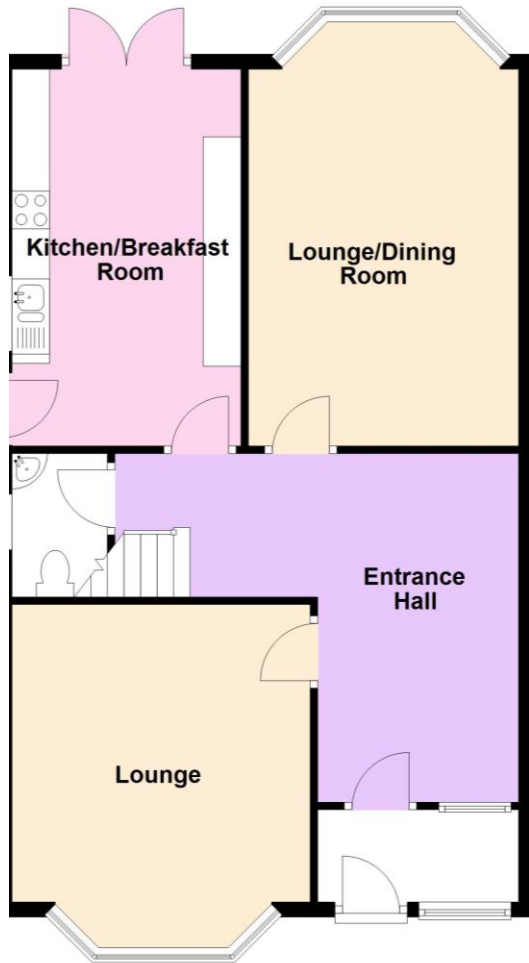 Kitchen/Breakfast
Room
Lounge/Dining
Room
Entrance
Hall
Lounge